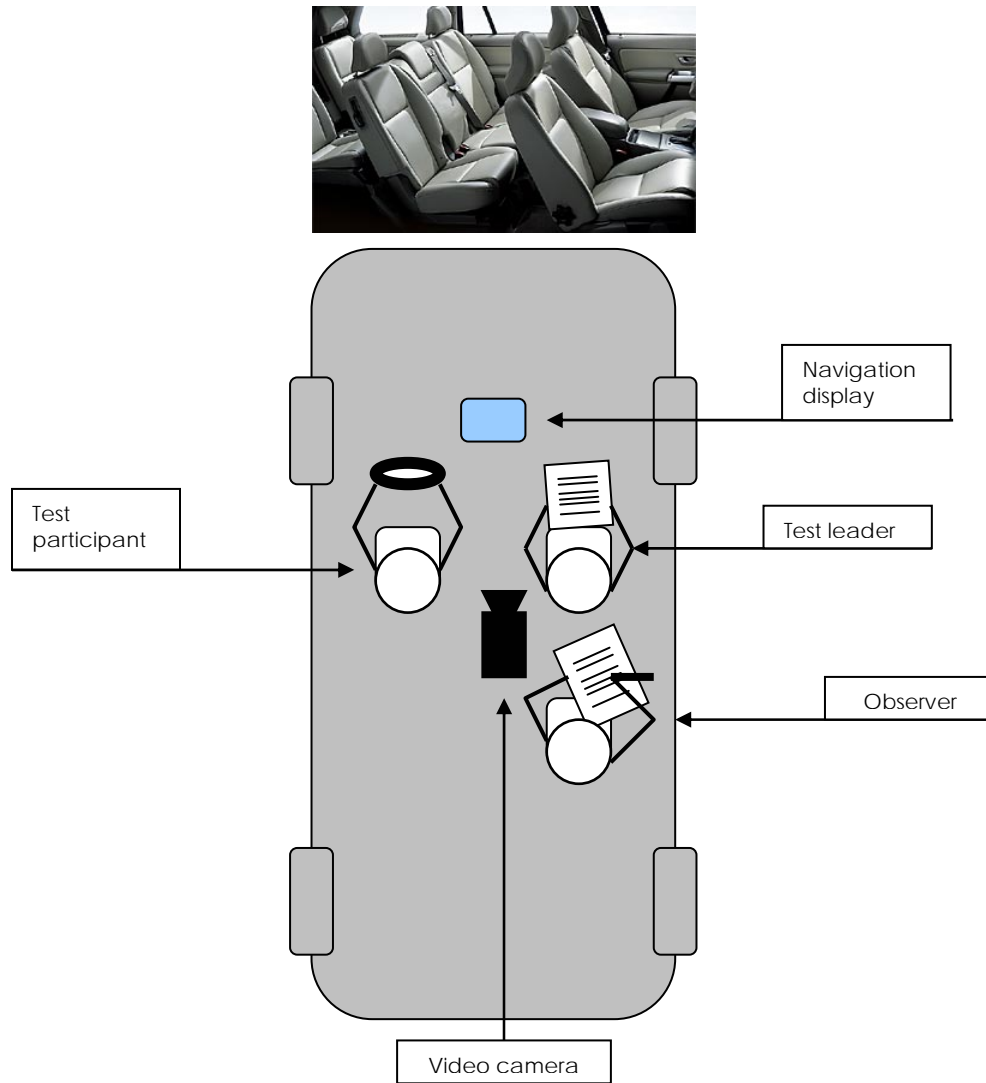 Navigation
display
Test
participant
Test leader
Observer
Video camera